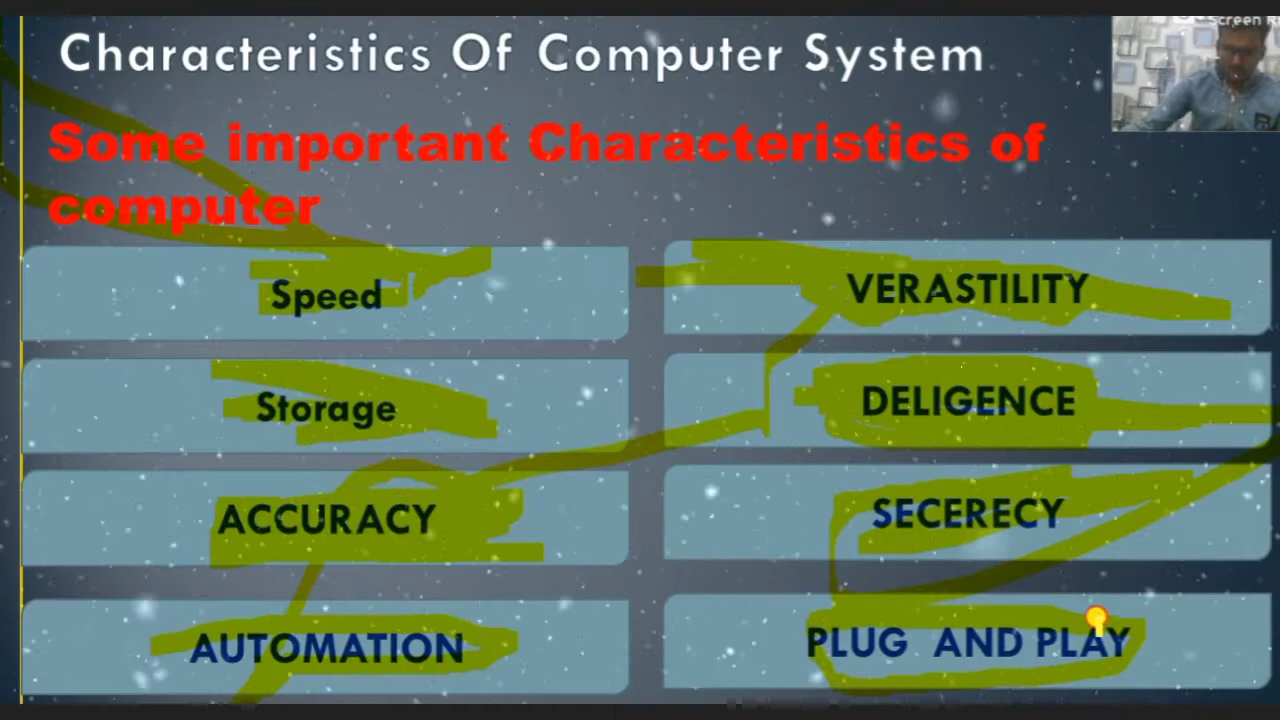 Screen R
Characteristics Of Computer System
Some important Characteristics of
computer
Speed
VERASTILITY
Storage
DELIGENCE
ACCURACY
SECERECY
AUTOMATION
PLUG AND PLAY